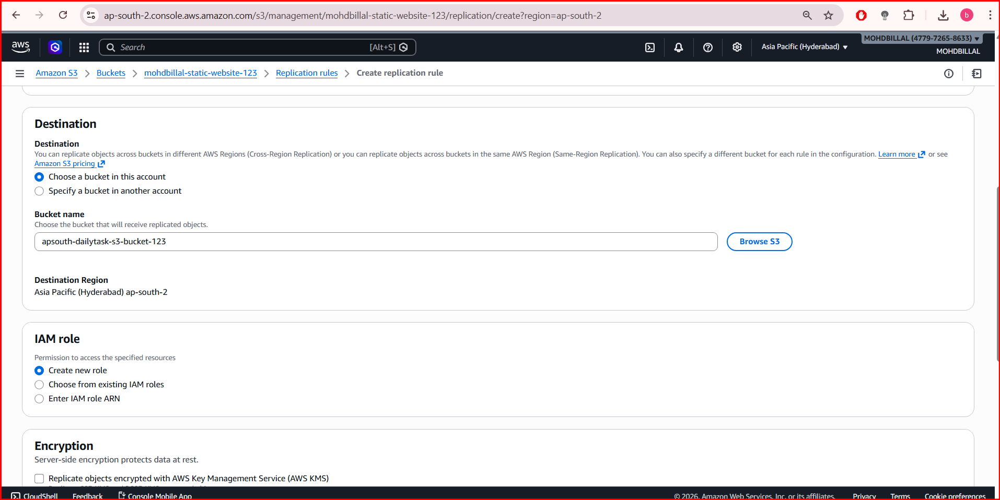 ap-south-2.console.aws.amazon.com/s3/management/mohdbillal-static-website-123/replication/create?region=ap-south-2
b
aws
Search
[Alt+S]
Asia Pacific (Hyderabad)
MOHDBILLAL (4779-7265-8633)
MOHDBILLAL
Amazon S3 > Buckets > mohdbillal-static-website-123 > Replication rules > Create replication rule
Destination
Destination
You can replicate objects across buckets in different AWS Regions (Cross-Region Replication) or you can replicate objects across buckets in the same AWS Region (Same-Region Replication). You can also specify a different bucket for each rule in the configuration. Learn more or see
Amazon S3 pricing
Choose a bucket in this account
Specify a bucket in another account
Bucket name
Choose the bucket that will receive replicated objects.
apsouth-dailytask-s3-bucket-123
Browse S3
Destination Region
Asia Pacific (Hyderabad) ap-south-2
IAM role
Permission to access the specified resources
Create new role
Choose from existing IAM roles
Enter IAM role ARN
Encryption
Server-side encryption protects data at rest.
Replicate objects encrypted with AWS Key Management Service (AWS KMS)
CloudShell Feedback Console Mobile App © 2026, Amazon Web Services, Inc. or its affiliates. Privacy Terms Cookie preferences